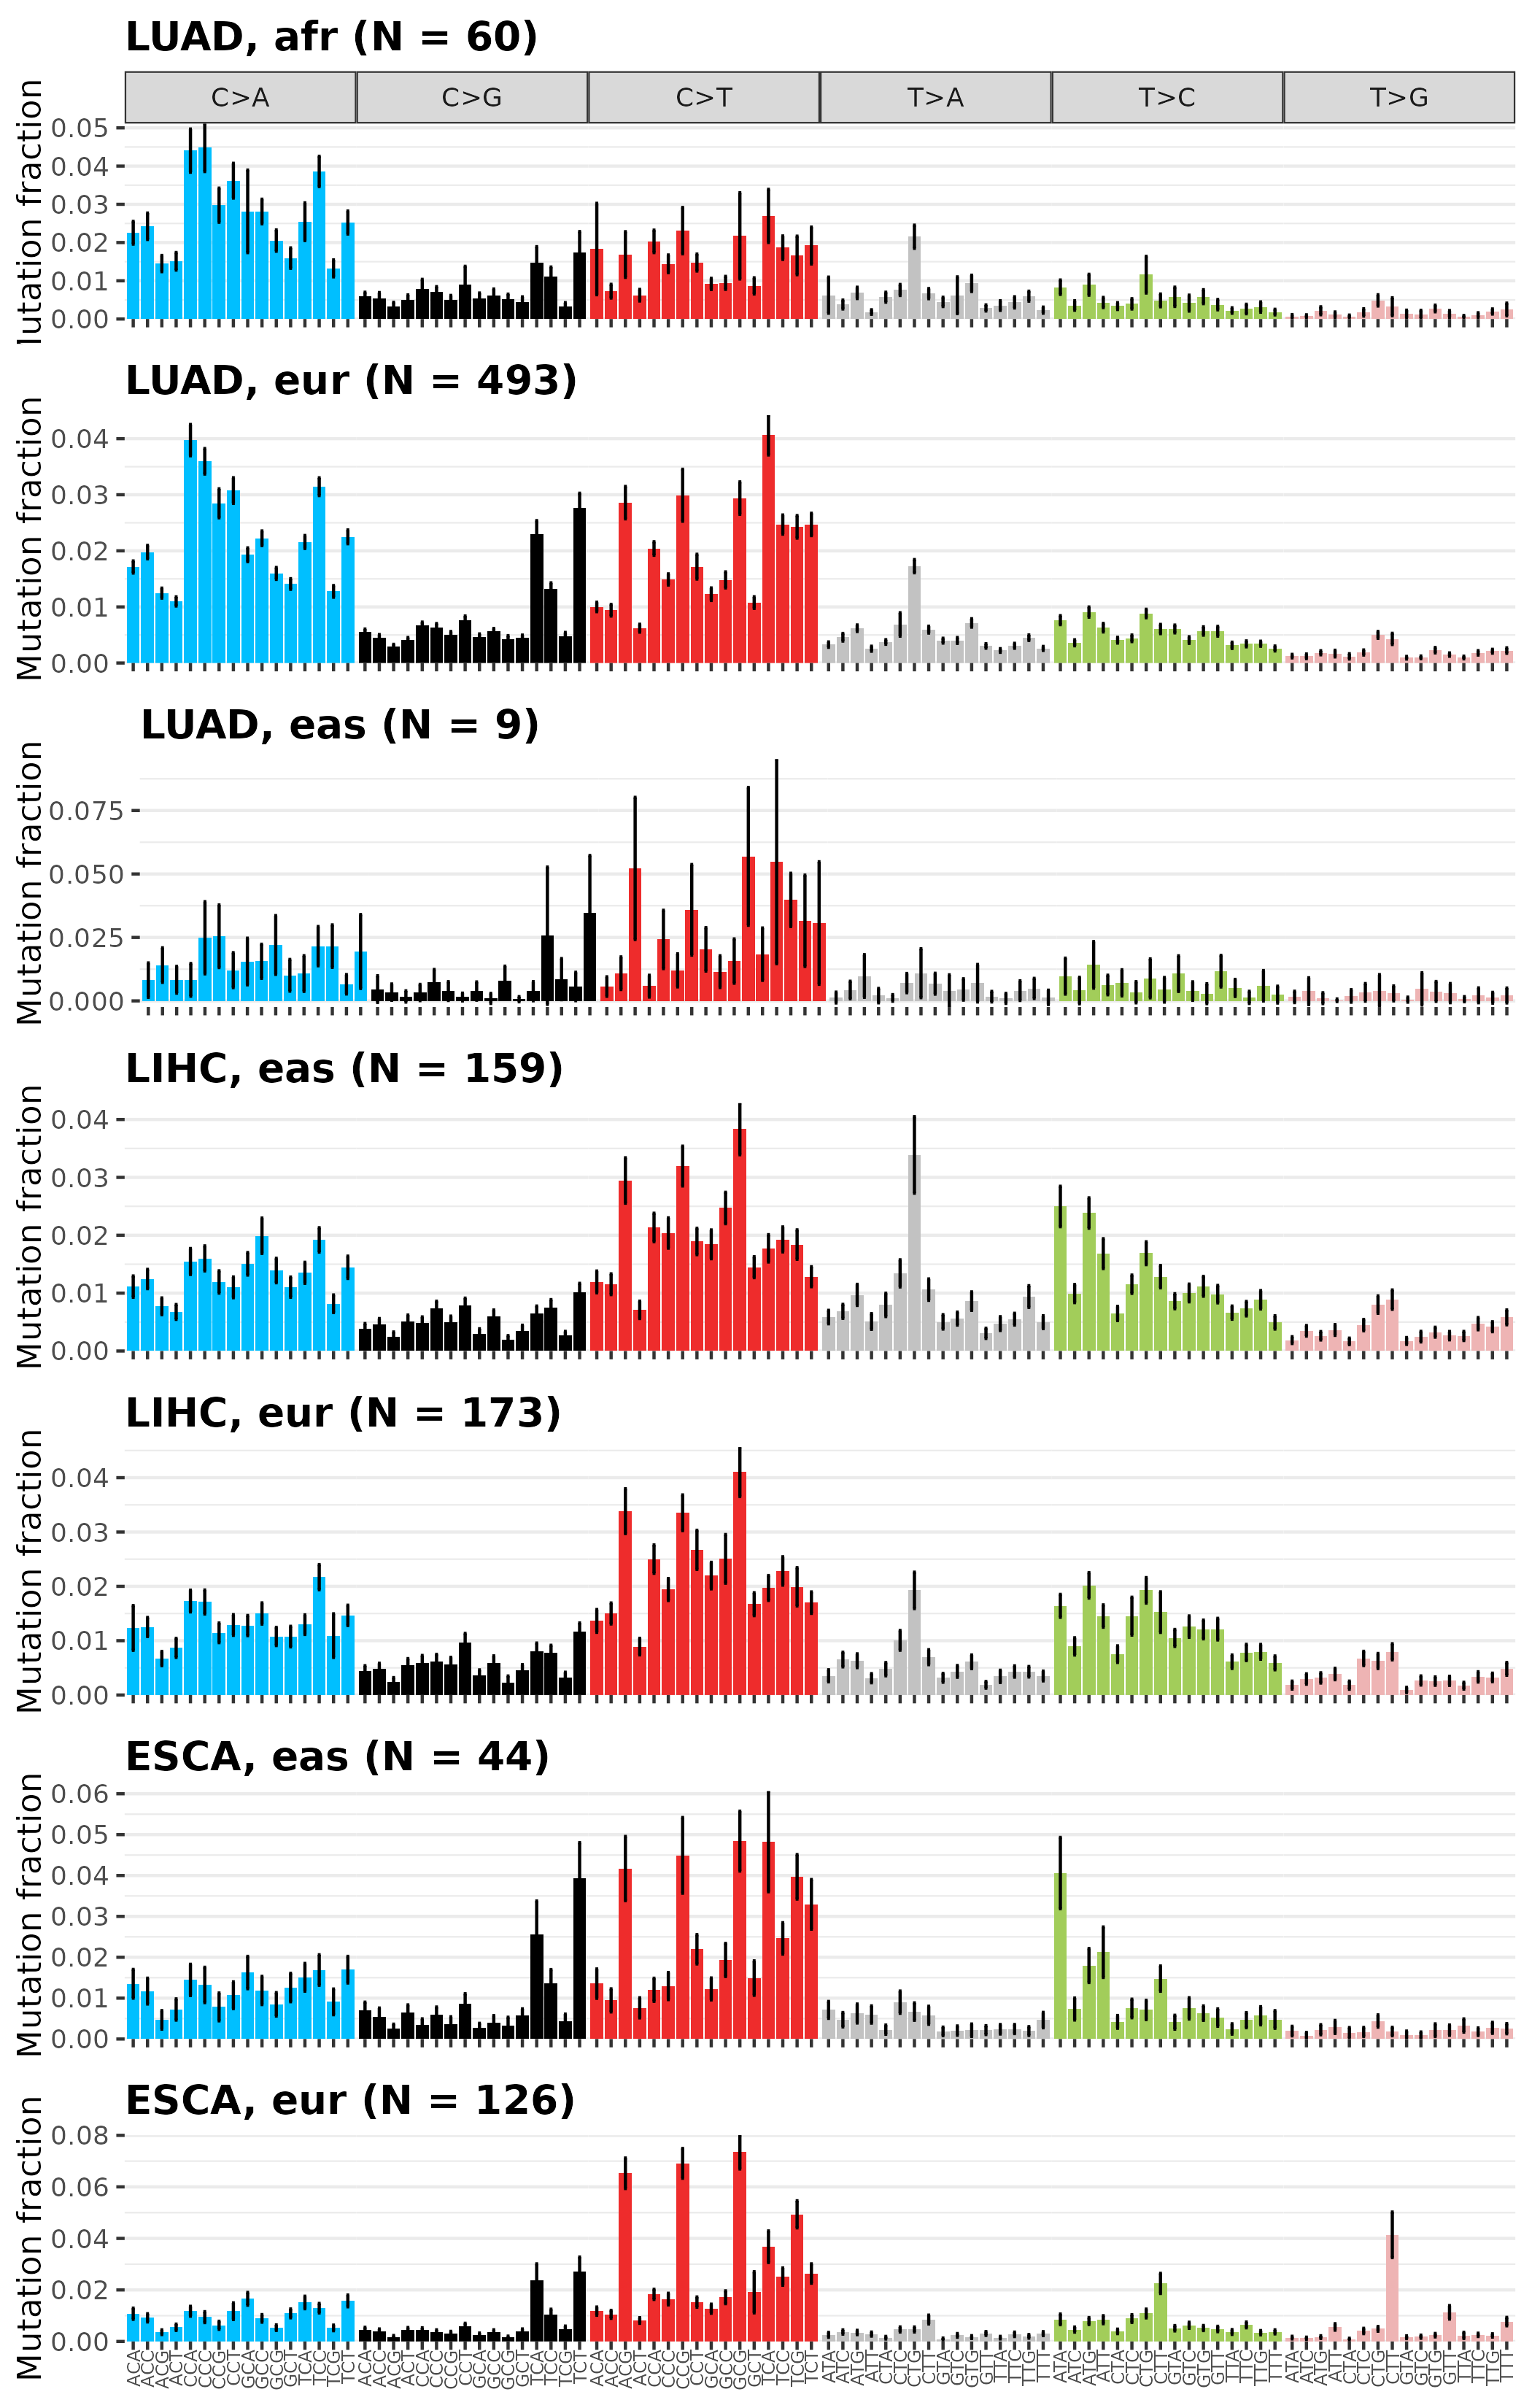 LUAD, afr (N = 60)
C>A C>G C>T T>A T>C T>G
Mutation fraction
0.05
0.04
0.03
0.02
0.01
0.00
LUAD, eur (N = 493)
Mutation fraction
0.04
0.03
0.02
0.01
0.00
LUAD, eas (N = 9)
Mutation fraction
0.075
0.050
0.025
0.000
LIHC, eas (N = 159)
Mutation fraction
0.04
0.03
0.02
0.01
0.00
LIHC, eur (N = 173)
Mutation fraction
0.04
0.03
0.02
0.01
0.00
ESCA, eas (N = 44)
Mutation fraction
0.06
0.05
0.04
0.03
0.02
0.01
0.00
ESCA, eur (N = 126)
Mutation fraction
0.08
0.06
0.04
0.02
0.00
ACA ACC ACG ACT CCA CCC CCG CCT GCA GCC GCG GCT TCA TCC TCG TCT ACA ACC ACG ACT CCA CCC CCG CCT GCA GCC GCG GCT TCA TCC TCG TCT ACA ACC ACG ACT CCA CCC CCG CCT GCA GCC GCG GCT TCA TCC TCG TCT ATA ATC ATG ATT CTA CTC CTG CTT GTA GTC GTG GTT TTA TTC TTG TTT ATA ATC ATG ATT CTA CTC CTG CTT GTA GTC GTG GTT TTA TTC TTG TTT ATA ATC ATG ATT CTA CTC CTG CTT GTA GTC GTG GTT TTA TTC TTG TTT